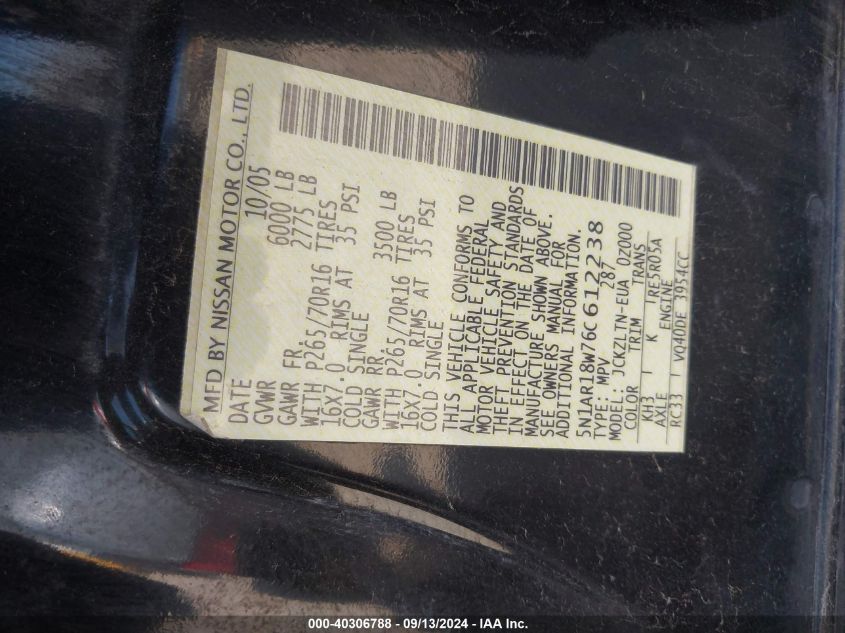 MFD BY NISSAN MOTOR CO., LTD.
DATE 10/05
GVWR 6000 LB
GAWR FR. 2775 LB
WITH P265/70R16 TIRES
16X7.0 RIMS AT 35 PSI
COLD SINGLE
GAWR RR. 3500 LB
WITH P265/70R16 TIRES
16X7.0 RIMS AT 35 PSI
COLD SINGLE
THIS VEHICLE CONFORMS TO
ALL APPLICABLE FEDERAL
MOTOR VEHICLE SAFETY AND
THEFT PREVENTION STANDARDS
IN EFFECT ON THE DATE OF
MANUFACTURE SHOWN ABOVE.
SEE OWNERS MANUAL FOR
ADDTIONAL INFORMATION.
5N1AR18W76C612238
TYPE: MPV 287
MODEL: JCKZLTN-EUA 0Z000
COLOR TRIM TRANS
KH3 K RE5R05A
AXLE ENGINE
RC33 VQ40DE 3954CC
000-40306788 - 09/13/2024 - IAA Inc.